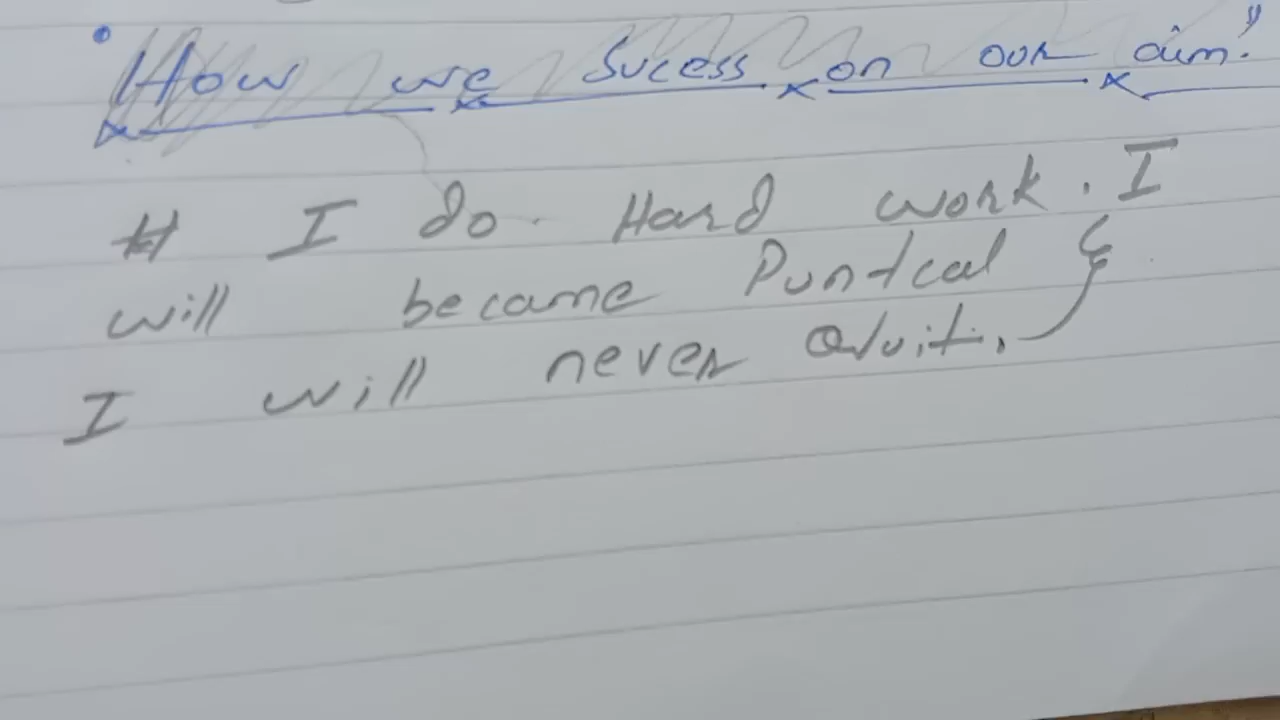 How we Sucess on our aim?"
# I do Hard work. I
will became Puntcal &
I will never Quit.